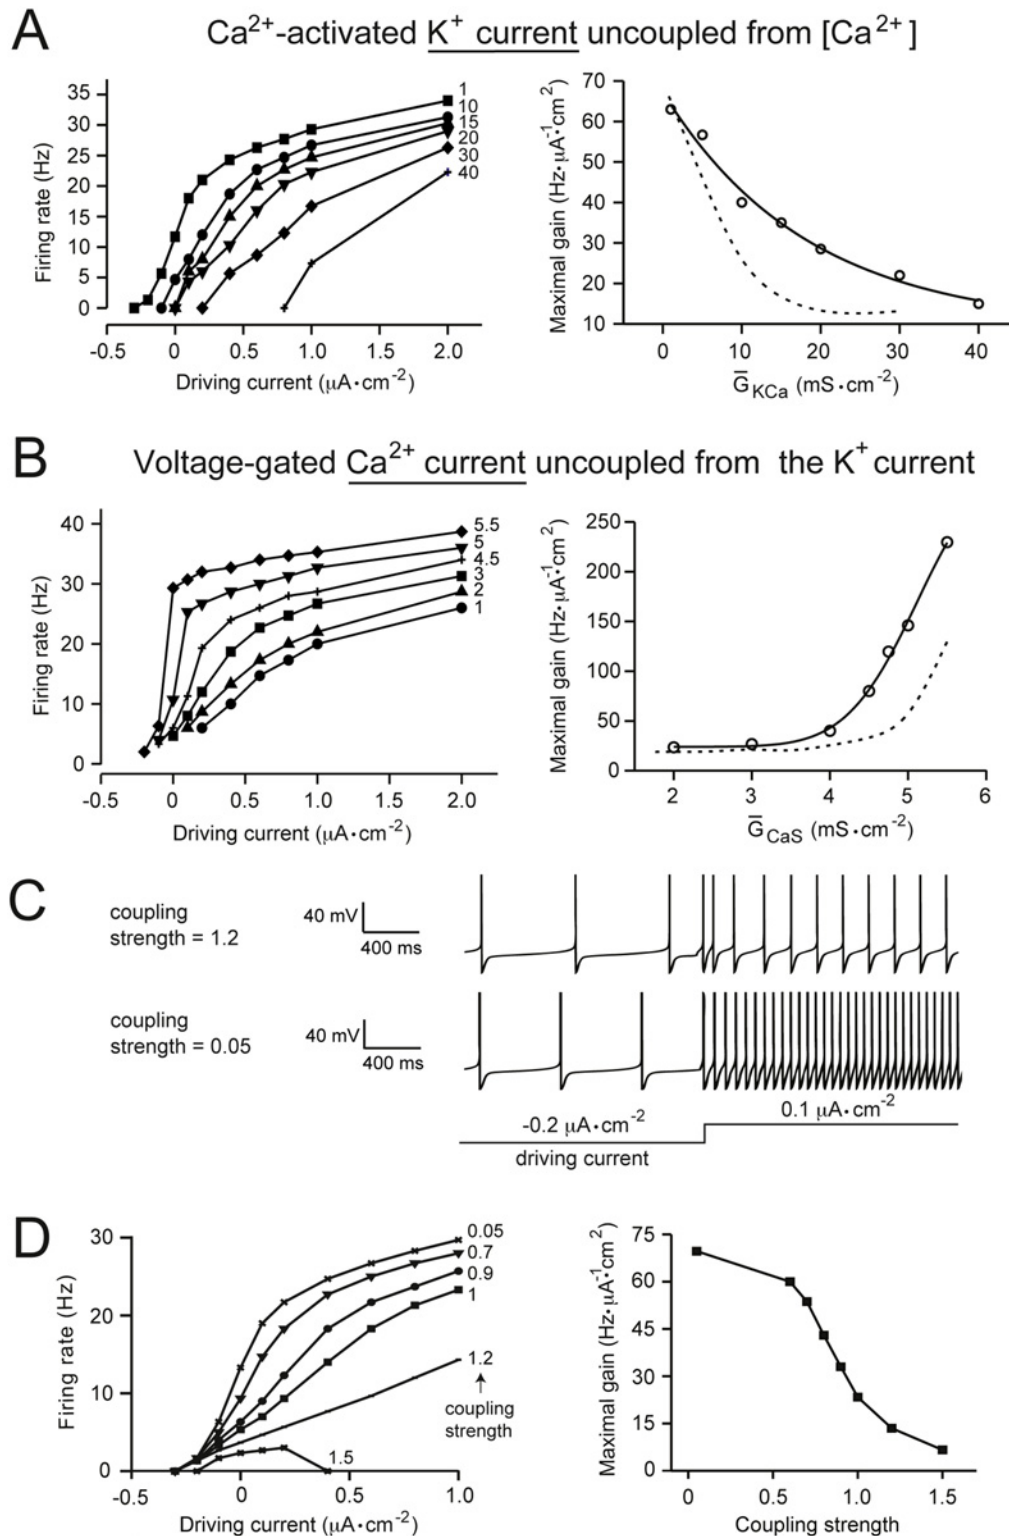 A
Ca²⁺-activated K⁺ current uncoupled from [Ca²⁺]
Firing rate (Hz)
35
30
25
20
15
10
5
0
-0.5
0
0.5
1.0
1.5
2.0
Driving current (μA·cm⁻²)
1
10
15
20
30
40
Maximal gain (Hz·μA⁻¹cm²)
70
60
50
40
30
20
10
0
10
20
30
40
G̅KCa (mS·cm⁻²)
B
Voltage-gated Ca²⁺ current uncoupled from the K⁺ current
Firing rate (Hz)
40
30
20
10
0
-0.5
0
0.5
1.0
1.5
2.0
Driving current (μA·cm⁻²)
5.5
5
4.5
3
2
1
Maximal gain (Hz·μA⁻¹cm²)
250
200
150
100
50
0
2
3
4
5
6
G̅CaS (mS·cm⁻²)
C
coupling
strength = 1.2
40 mV
400 ms
coupling
strength = 0.05
40 mV
400 ms
-0.2 μA·cm⁻²
0.1 μA·cm⁻²
driving current
D
Firing rate (Hz)
30
20
10
0
-0.5
0
0.5
1.0
Driving current (μA·cm⁻²)
0.05
0.7
0.9
1
1.2
↑
coupling
strength
1.5
Maximal gain (Hz·μA⁻¹·cm²)
75
60
45
30
15
0
0
0.5
1.0
1.5
Coupling strength